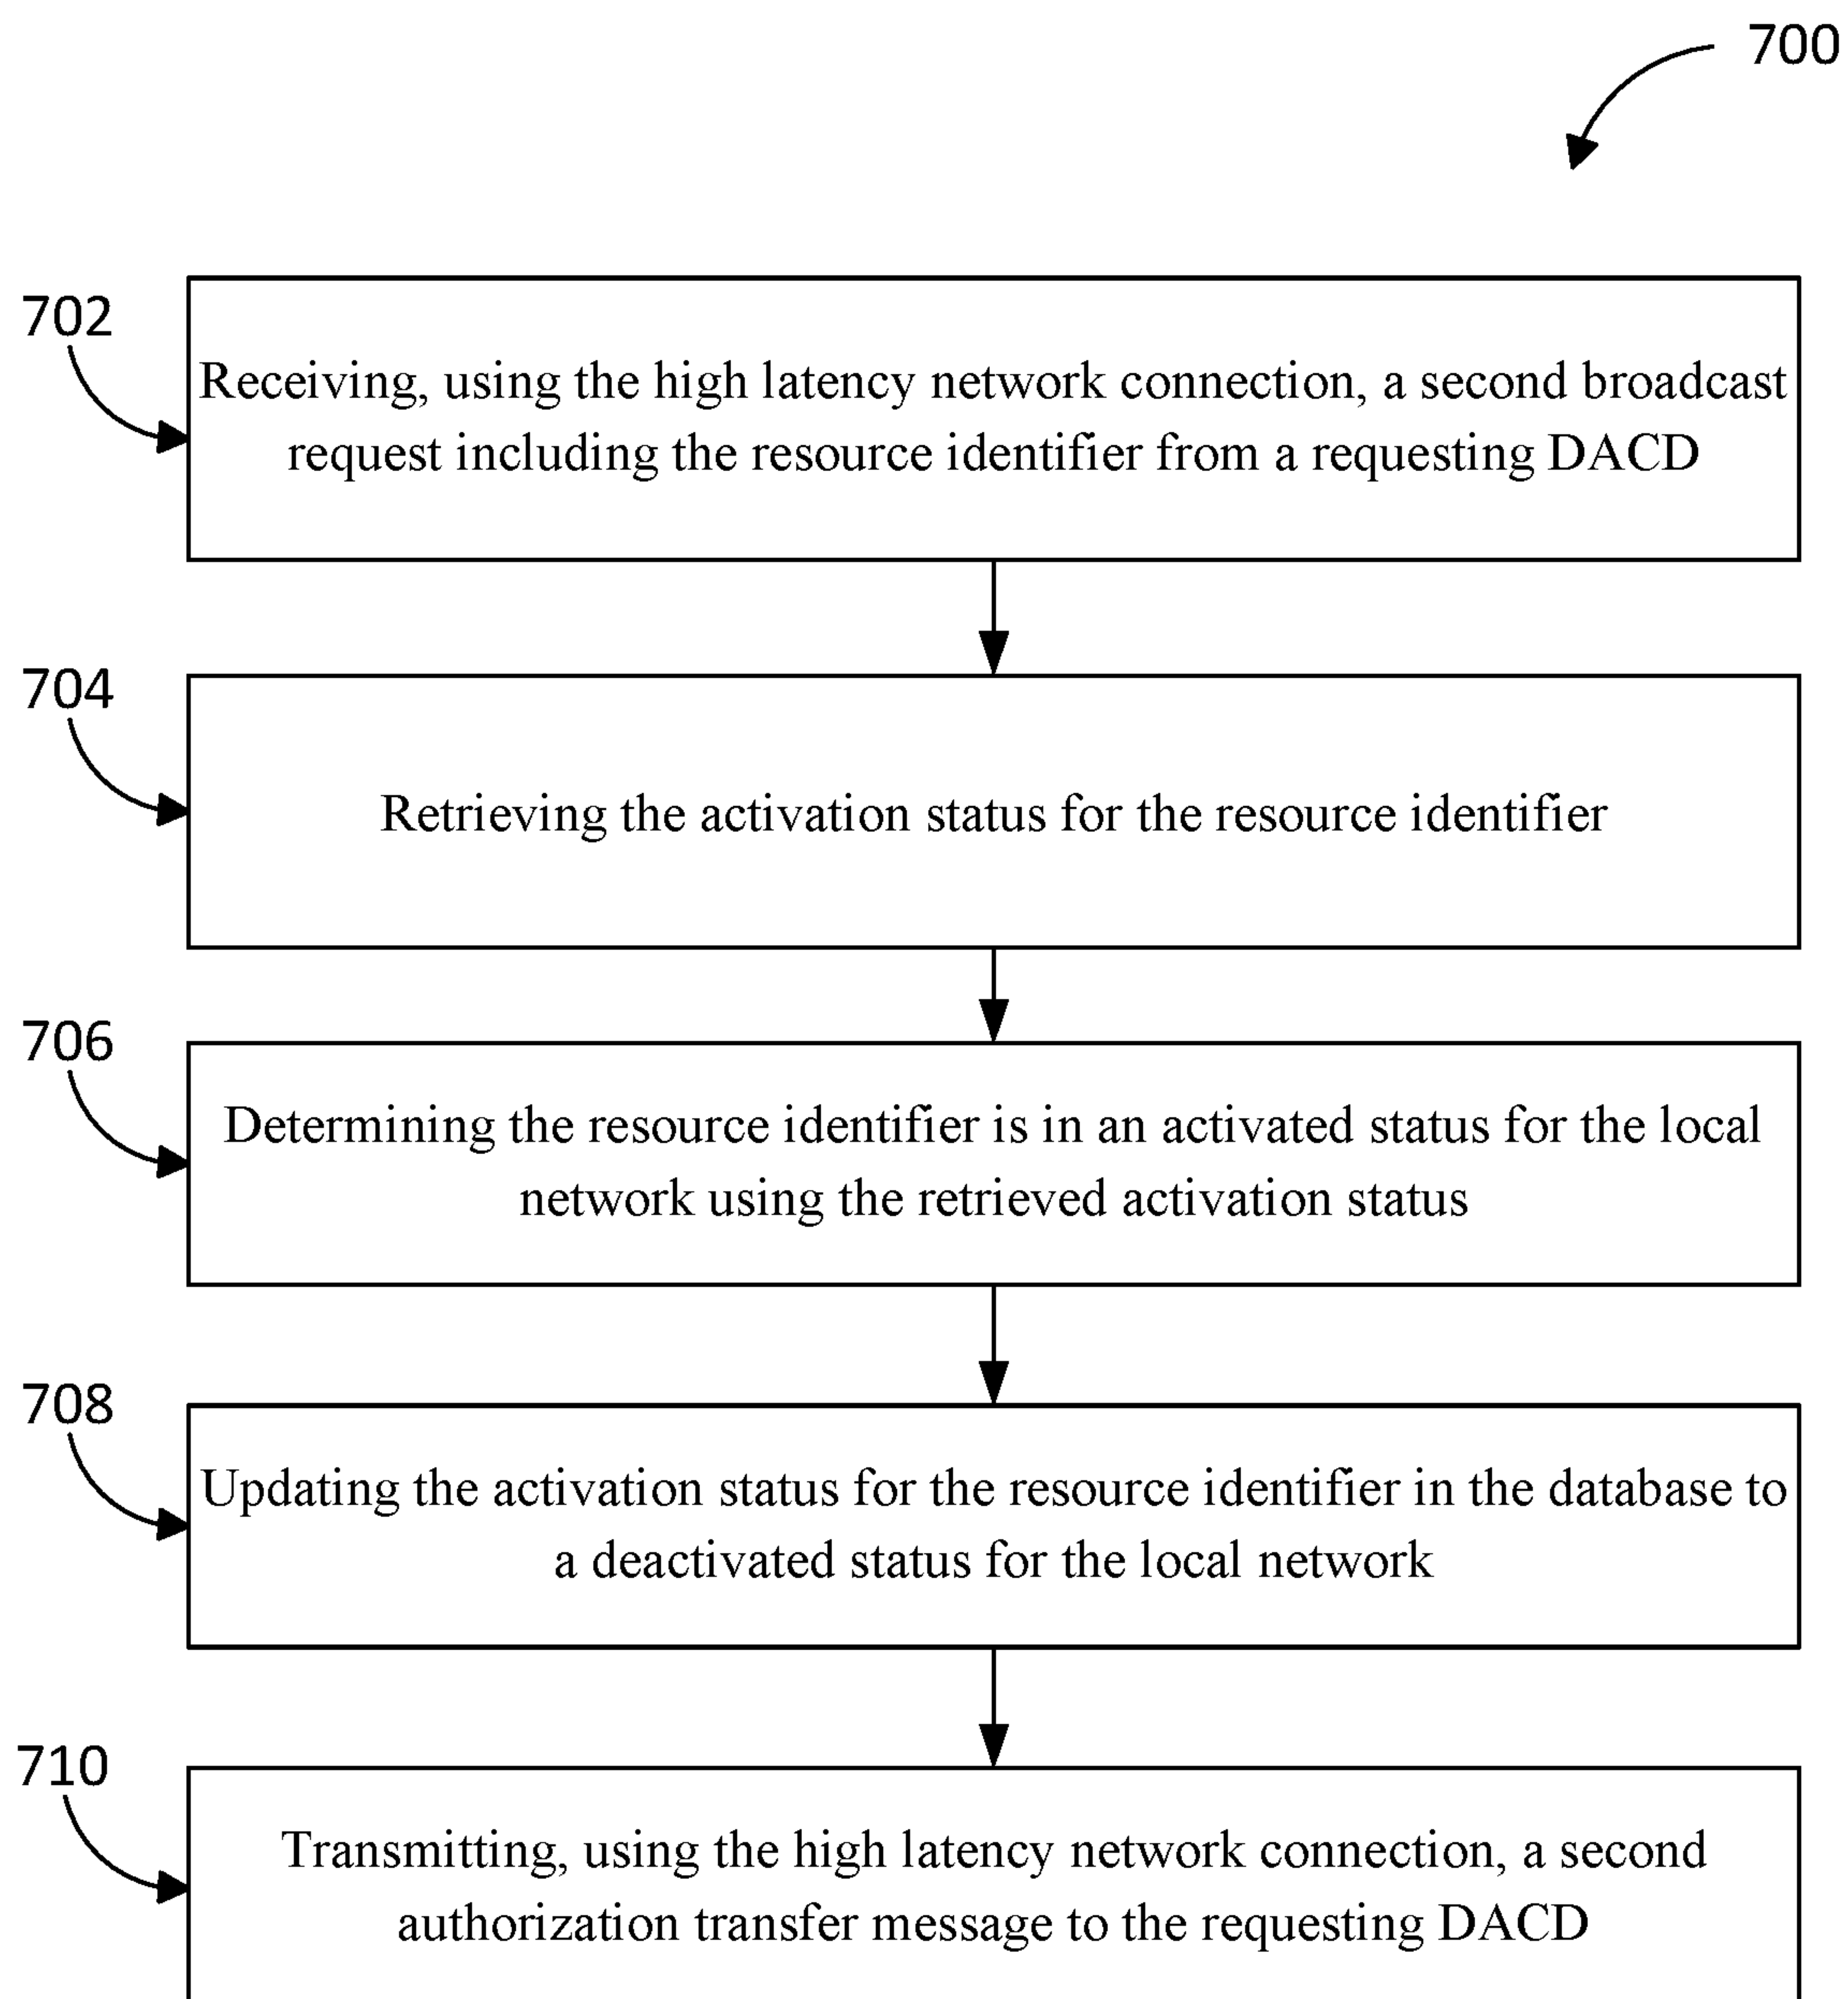 700
702
Receiving, using the high latency network connection, a second broadcast
request including the resource identifier from a requesting DACD
704
Retrieving the activation status for the resource identifier
706
Determining the resource identifier is in an activated status for the local
network using the retrieved activation status
708
Updating the activation status for the resource identifier in the database to
a deactivated status for the local network
710
Transmitting, using the high latency network connection, a second
authorization transfer message to the requesting DACD